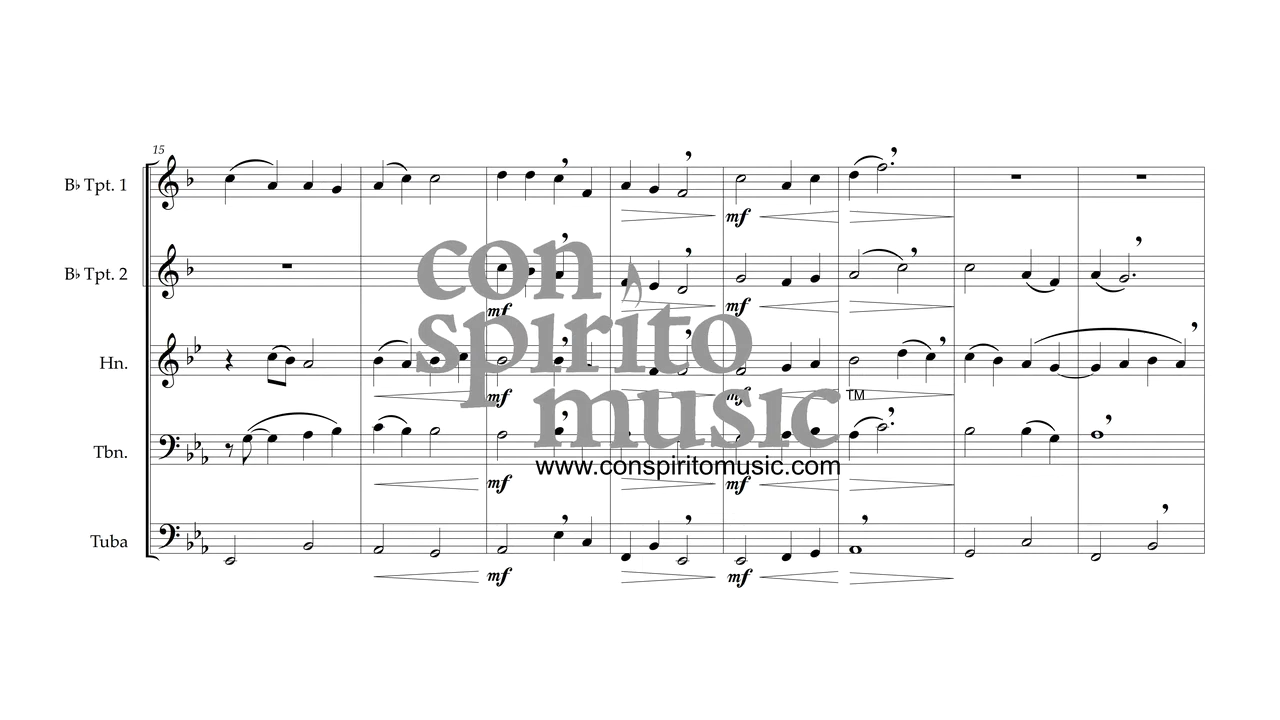 15
B♭ Tpt. 1
mf
B♭ Tpt. 2
mf mf
Hn.
mf mf
Tbn.
mf mf
Tuba
mf mf
con
spirito
music
TM
www.conspiritomusic.com